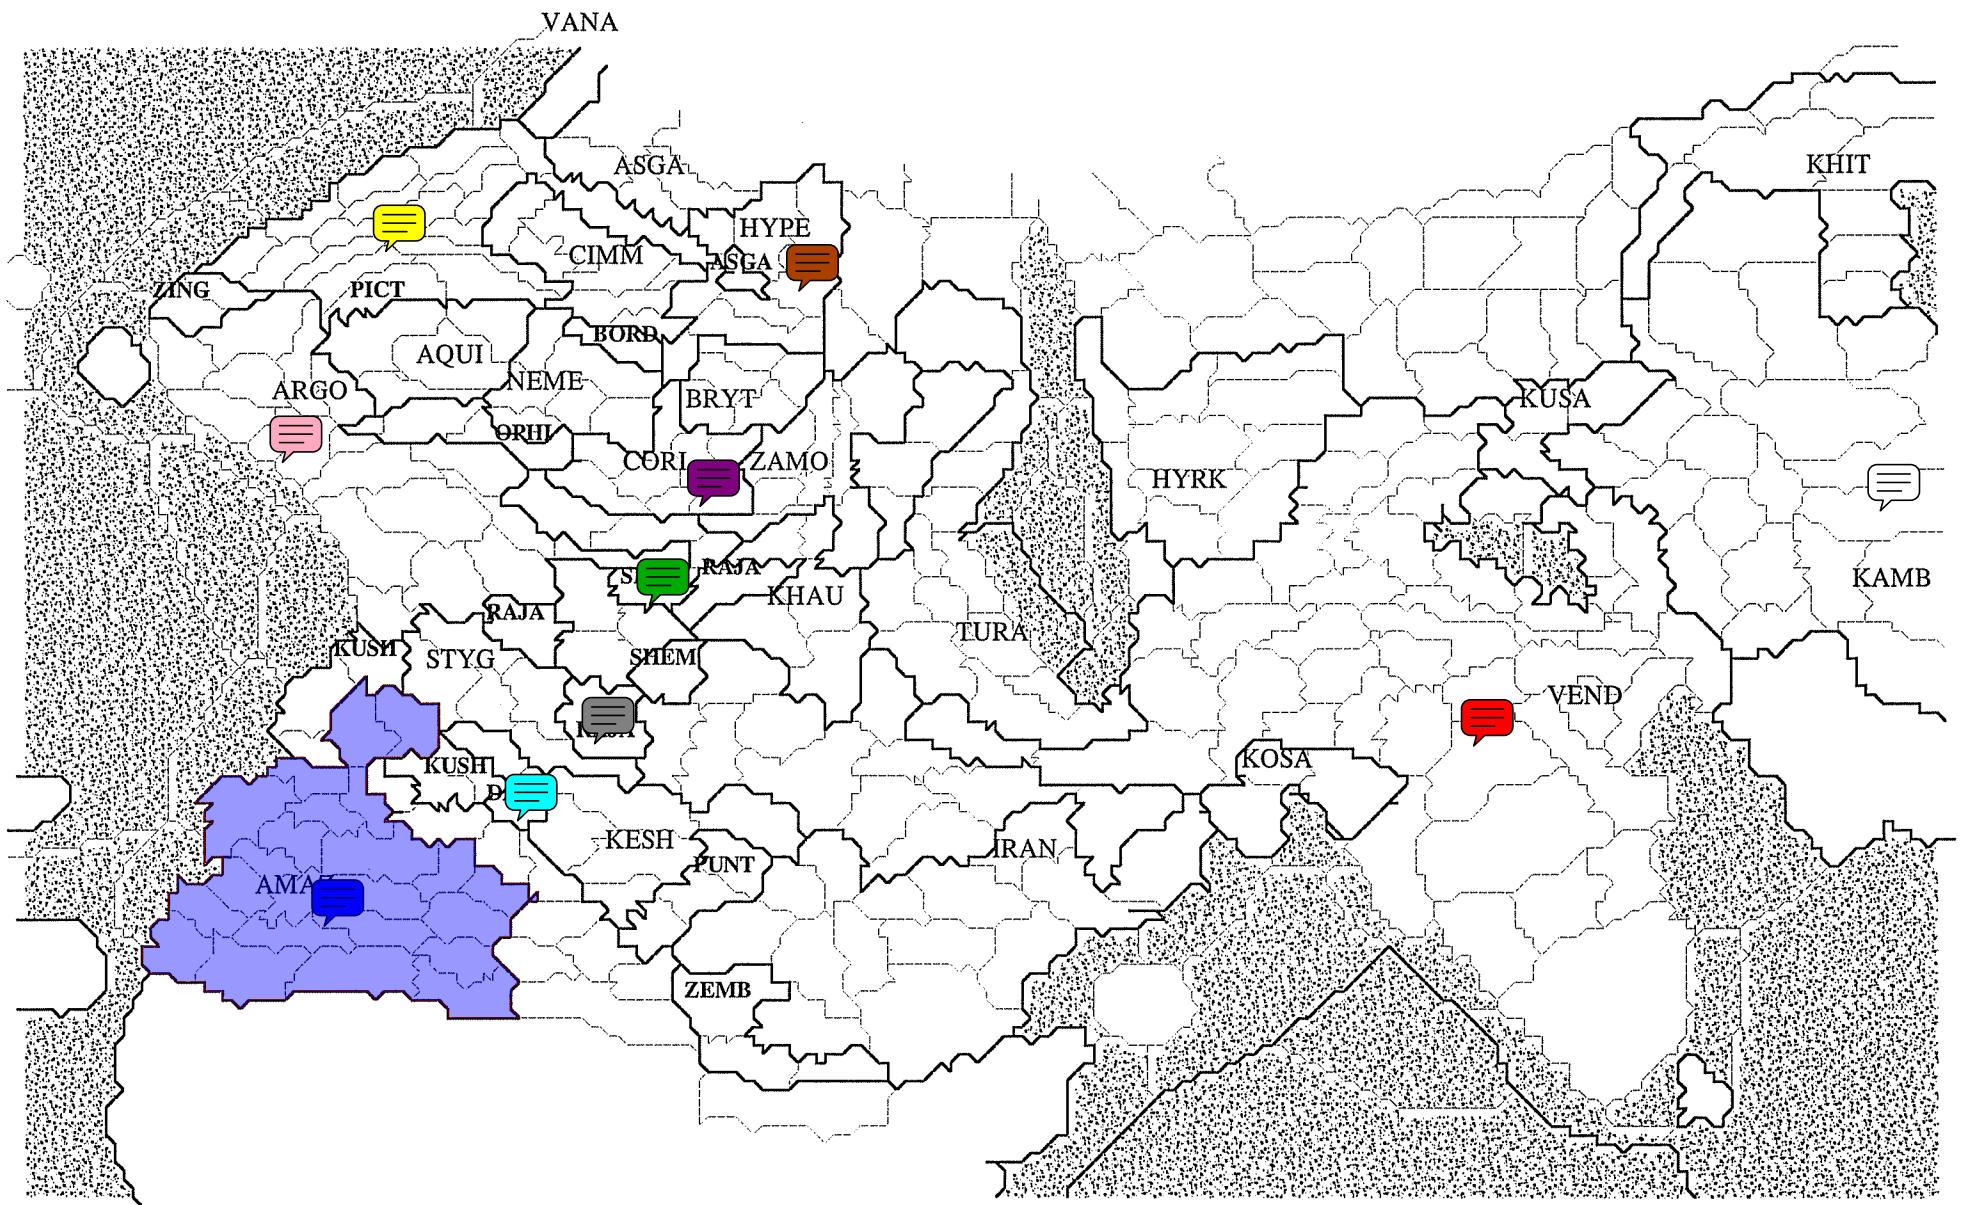 VANA
ASGA
KHIT
HYPE
CIMM
ASGA
ZING
PICT
BORD
AQUI
NEME
ARGO
BRYT
KUSA
OPHI
CORI
ZAMO
HYRK
RAJA
KHAU
KAMB
RAJA
TURA
KUSH
STYG
SHEM
VEND
KUSH
KOSA
KESH
IRAN
PUNT
ZEMB